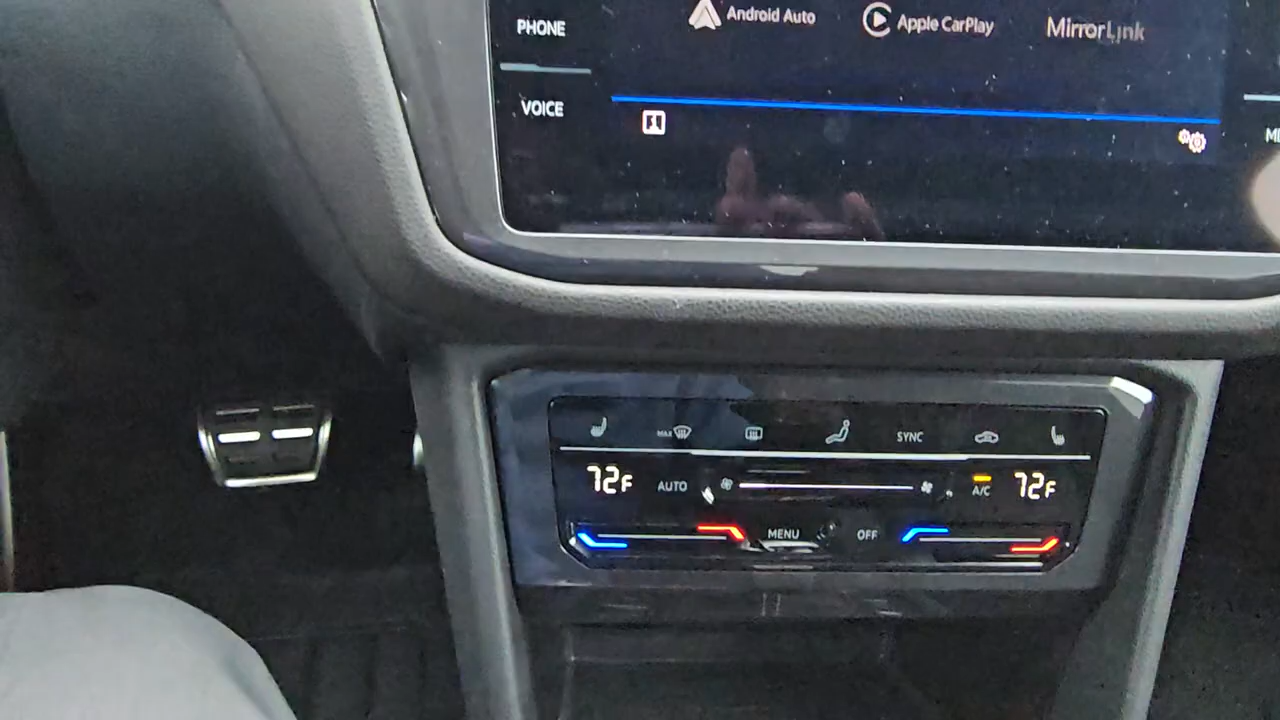 PHONE
Android Auto
Apple CarPlay
MirrorLink
VOICE
MAX
SYNC
72F
AUTO
A/C
72F
MENU
OFF